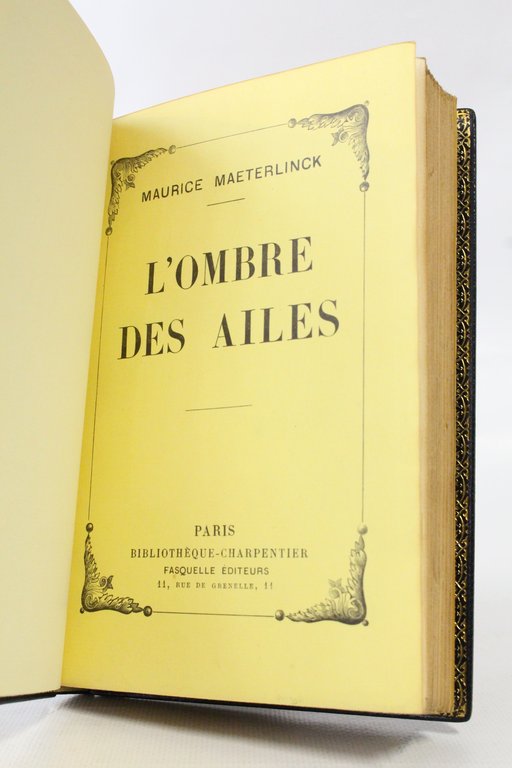 MAURICE MAETERLINCK
L'OMBRE
DES AILES
PARIS
BIBLIOTHÈQUE-CHARPENTIER
FASQUELLE ÉDITEURS
11, RUE DE GRENELLE, 11